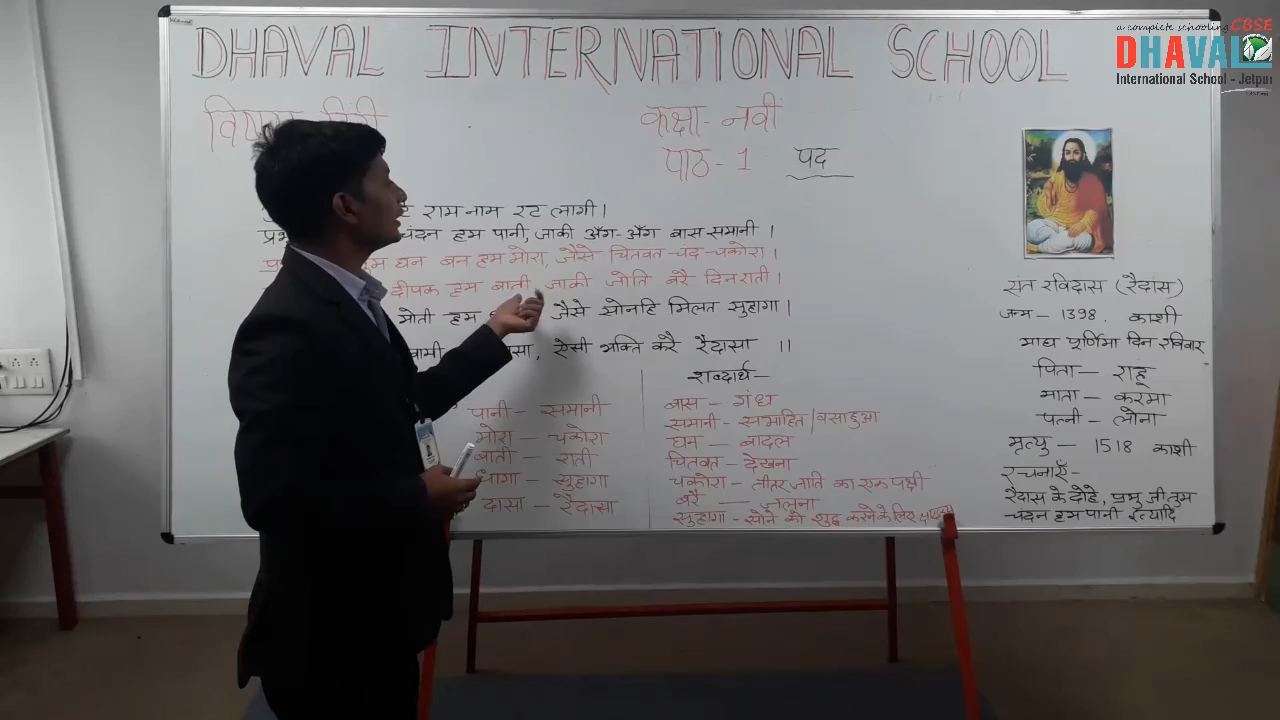 a complete schooling CBSE
DHAVAL
International School - Jetpur
DHAVAL INTERNATIONAL SCHOOL
कक्षा - नवीं
पाठ - 1 पद
राम नाम रट लागी।
चंदन हम पानी, जाकी अँग-अँग बास समानी।
घन बन हम मोरा, जैसे चितवत चंद चकोरा।
दीपक हम बाती, जाकी जोति बरै दिन राती।
मोती हम जैसे सोनहि मिलत सुहागा।
ऐसी भक्ति करै रैदासा ॥
पानी - समानी
मोरा - चकोरा
बाती - राती
धागा - सुहागा
दासा - रैदासा
शब्दार्थ -
बास - गंध
समानी - समाहित/बसा हुआ
घन - बादल
चितवत - देखना
चकोरा - तीतर जाति का एक पक्षी
बरै - जलना
सुहागा - सोने को शुद्ध करने के लिए
संत रविदास (रैदास)
जन्म - 1398, काशी
माघ पूर्णिमा दिन रविवार
पिता - राहू
माता - करमा
पत्नी - लोना
मृत्यु - 1518 काशी
रचनाएँ -
रैदास के दोहे, प्रभु जी तुम
चंदन हम पानी इत्यादि